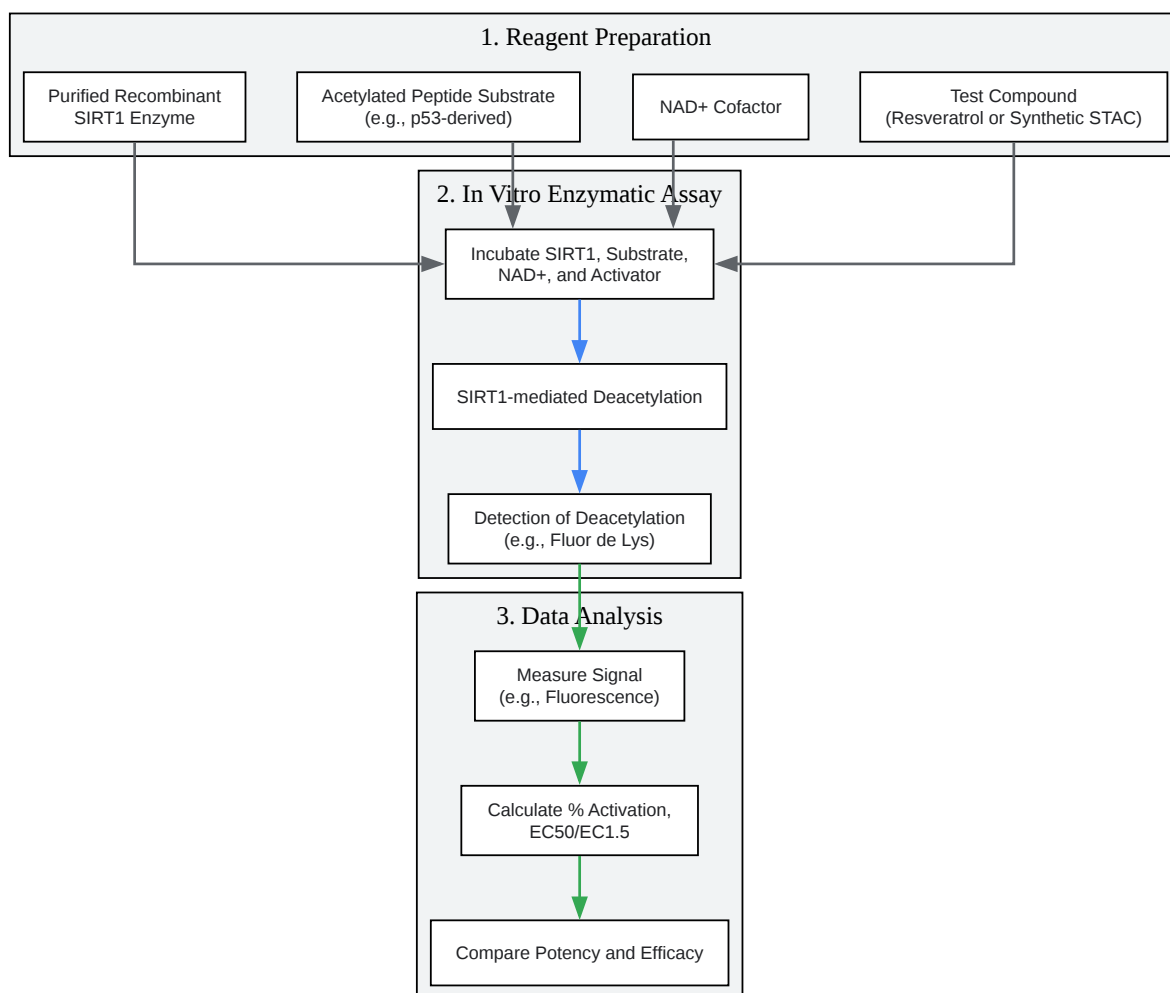 1. Reagent Preparation
Purified Recombinant
SIRT1 Enzyme
Acetylated Peptide Substrate
(e.g., p53-derived)
NAD+ Cofactor
Test Compound
(Resveratrol or Synthetic STAC)
2. In Vitro Enzymatic Assay
Incubate SIRT1, Substrate,
NAD+, and Activator
SIRT1-mediated Deacetylation
Detection of Deacetylation
(e.g., Fluor de Lys)
3. Data Analysis
Measure Signal
(e.g., Fluorescence)
Calculate % Activation,
EC50/EC1.5
Compare Potency and Efficacy